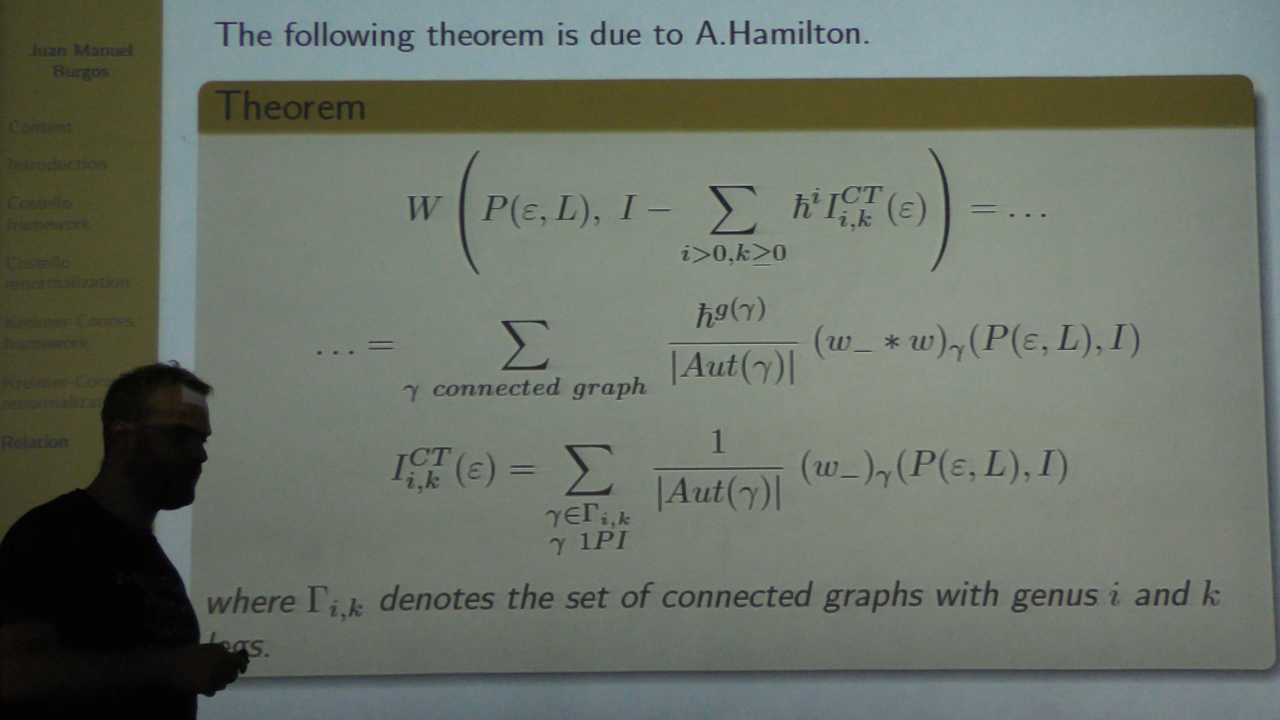 Juan Manuel
Burgos
Content
Introduction
Costello
framework
Costello
renormalization
Kreimer-Connes
framework
Relation
The following theorem is due to A.Hamilton.
Theorem
W ( P(ε, L), I − ∑_{i>0,k≥0} ħ^i I^{CT}_{i,k}(ε) ) = …
… = ∑_{γ connected graph} ħ^{g(γ)} / |Aut(γ)| (w_− ∗ w)_γ(P(ε, L), I)
I^{CT}_{i,k}(ε) = ∑_{γ∈Γ_{i,k} γ 1PI} 1 / |Aut(γ)| (w_−)_γ(P(ε, L), I)
where Γ_{i,k} denotes the set of connected graphs with genus i and k
legs.